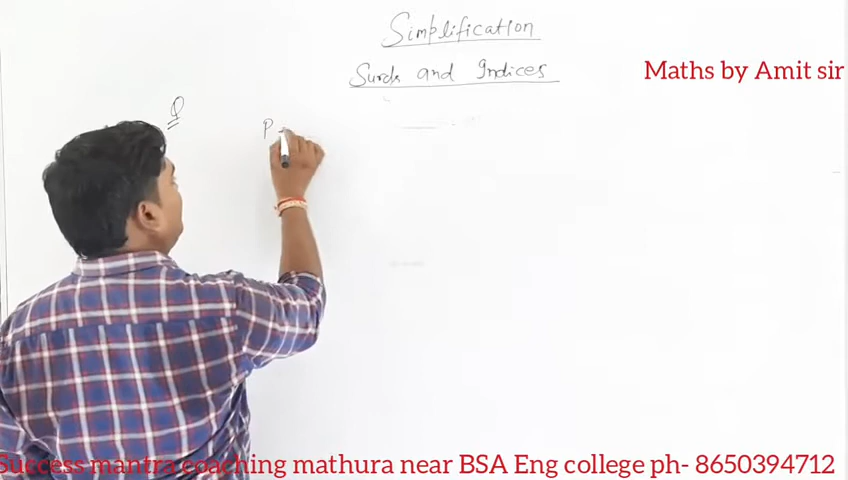 Simplification
Surds and Indices
Maths by Amit sir
Q
P
Success mantra coaching mathura near BSA Eng college ph- 8650394712